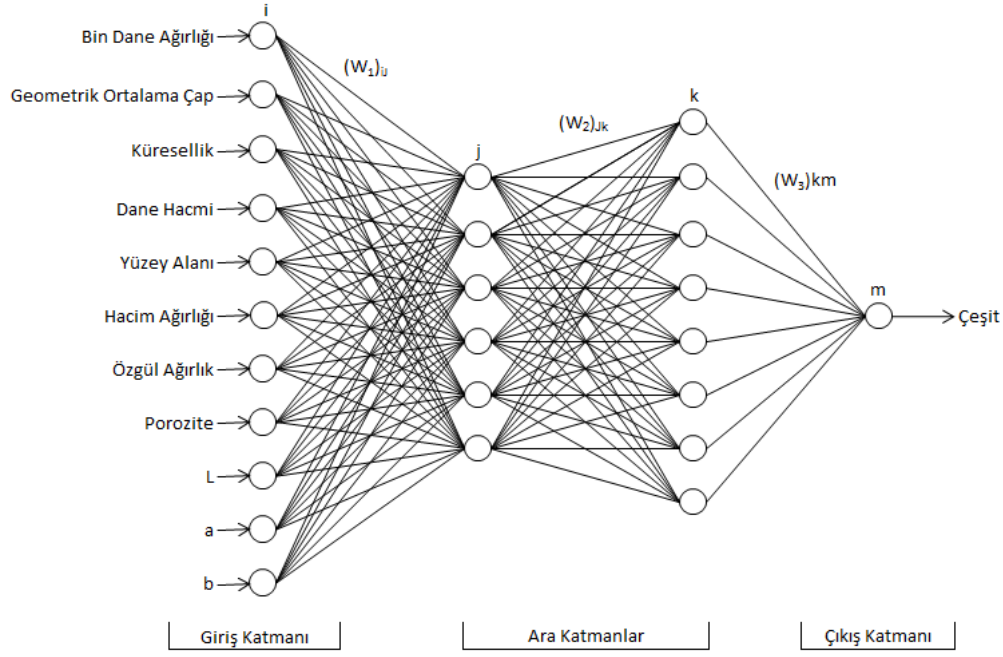 i
Bin Dane Ağırlığı
(W₁)ᵢⱼ
Geometrik Ortalama Çap
k
(W₂)Jk
Küresellik
j
(W₃)km
Dane Hacmi
Yüzey Alanı
m
Hacim Ağırlığı
Çeşit
Özgül Ağırlık
Porozite
L
a
b
Giriş Katmanı
Ara Katmanlar
Çıkış Katmanı